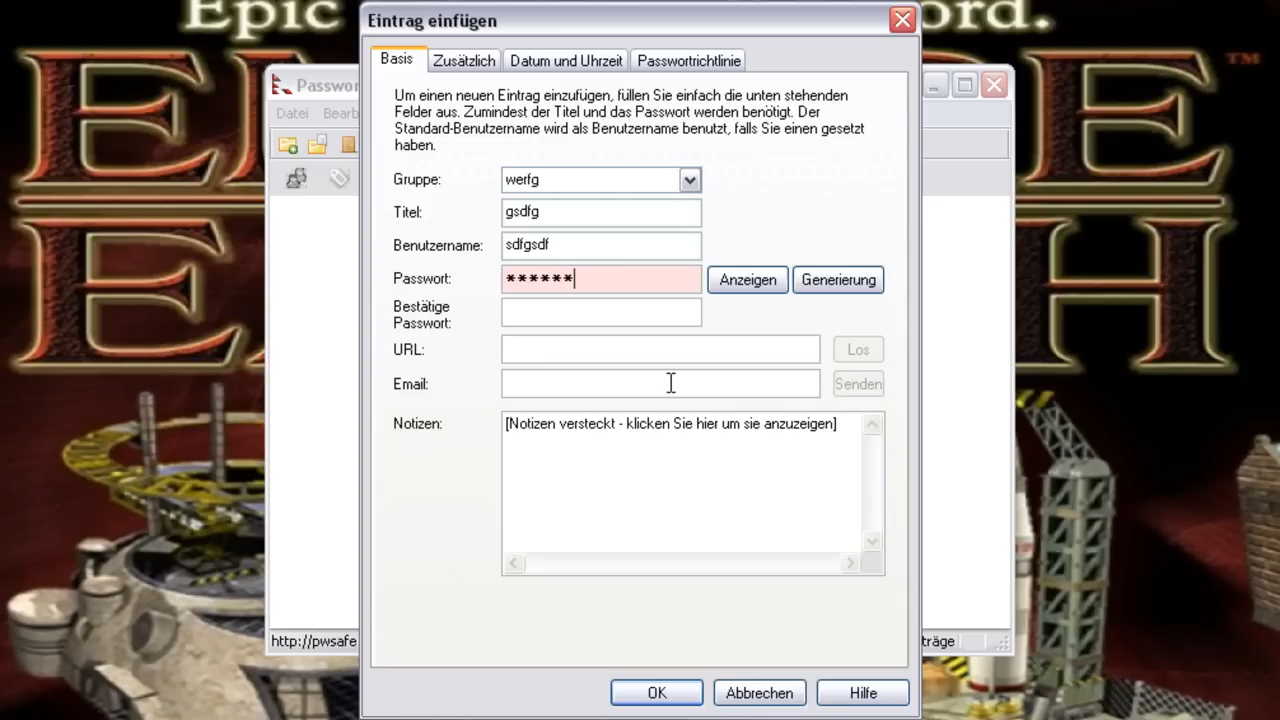 Epic
ord.
Eintrag einfügen
Basis
Zusätzlich
Datum und Uhrzeit
Passwortrichtlinie
Passwor
Datei
Bearb
Um einen neuen Eintrag einzufügen, füllen Sie einfach die unten stehenden
Felder aus. Zumindest der Titel und das Passwort werden benötigt. Der
Standard-Benutzername wird als Benutzername benutzt, falls Sie einen gesetzt
haben.
Gruppe:
werfg
Titel:
gsdfg
Benutzername:
sdfgsdf
Passwort:
******
Anzeigen
Generierung
Bestätige
Passwort:
URL:
Los
Email:
Senden
Notizen:
[Notizen versteckt - klicken Sie hier um sie anzuzeigen]
http://pwsafe
träge
OK
Abbrechen
Hilfe
TM